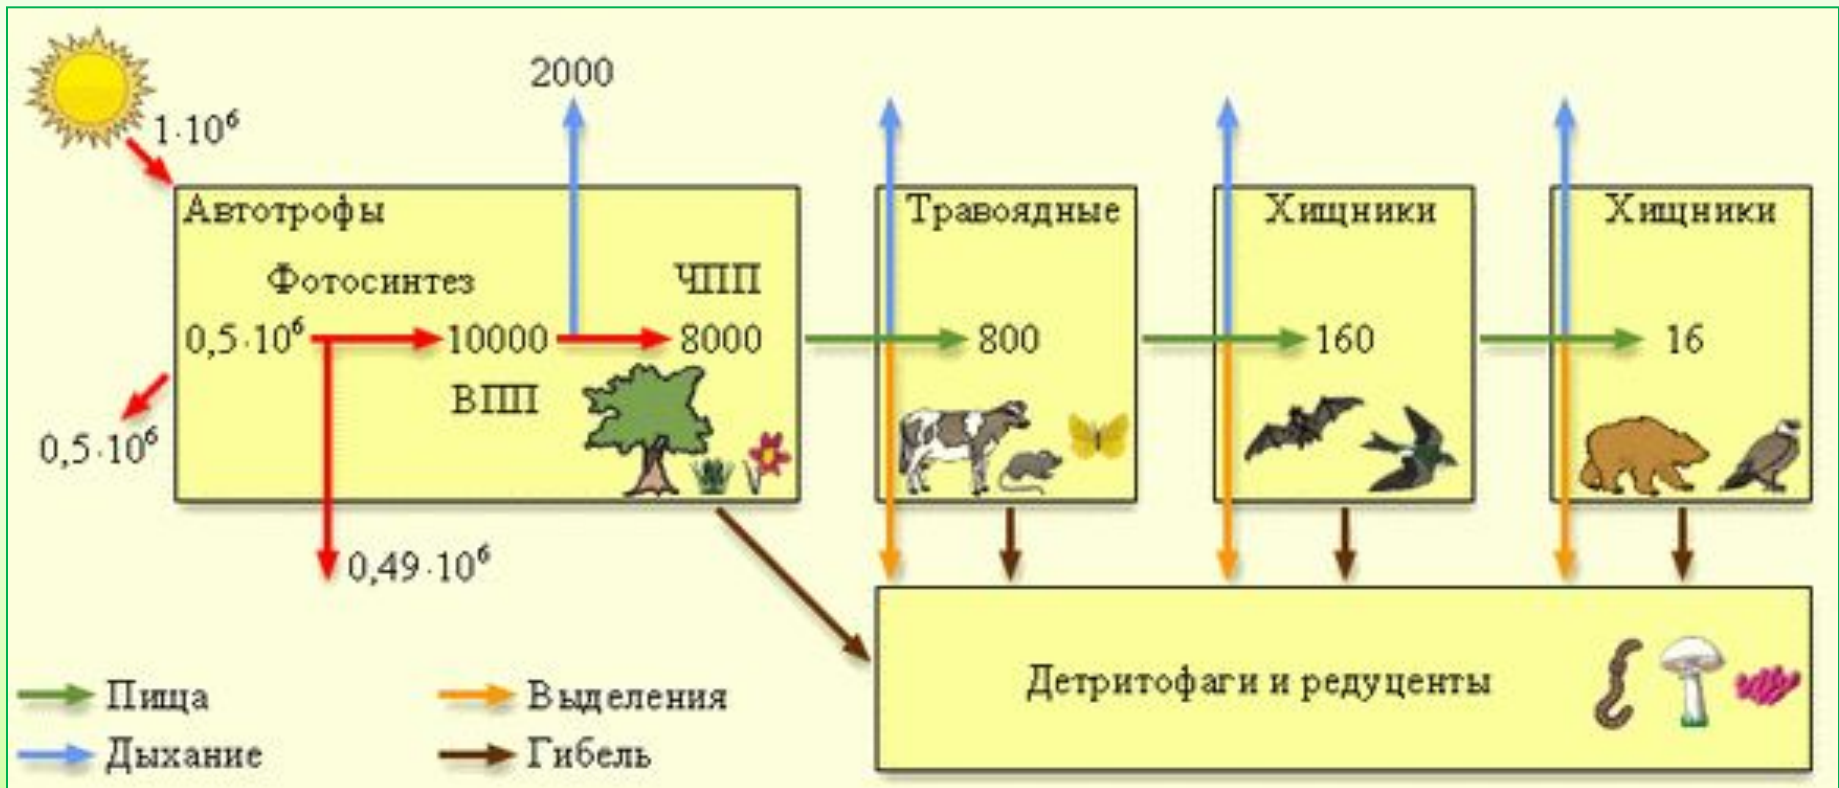 2000
1·10⁶
Автотрофы
Травоядные
Хищники
Хищники
Фотосинтез
ЧПП
0,5·10⁶
10000
8000
800
160
16
ВПП
0,5·10⁶
0,49·10⁶
Детритофаги и редуценты
Пища
Выделения
Дыхание
Гибель